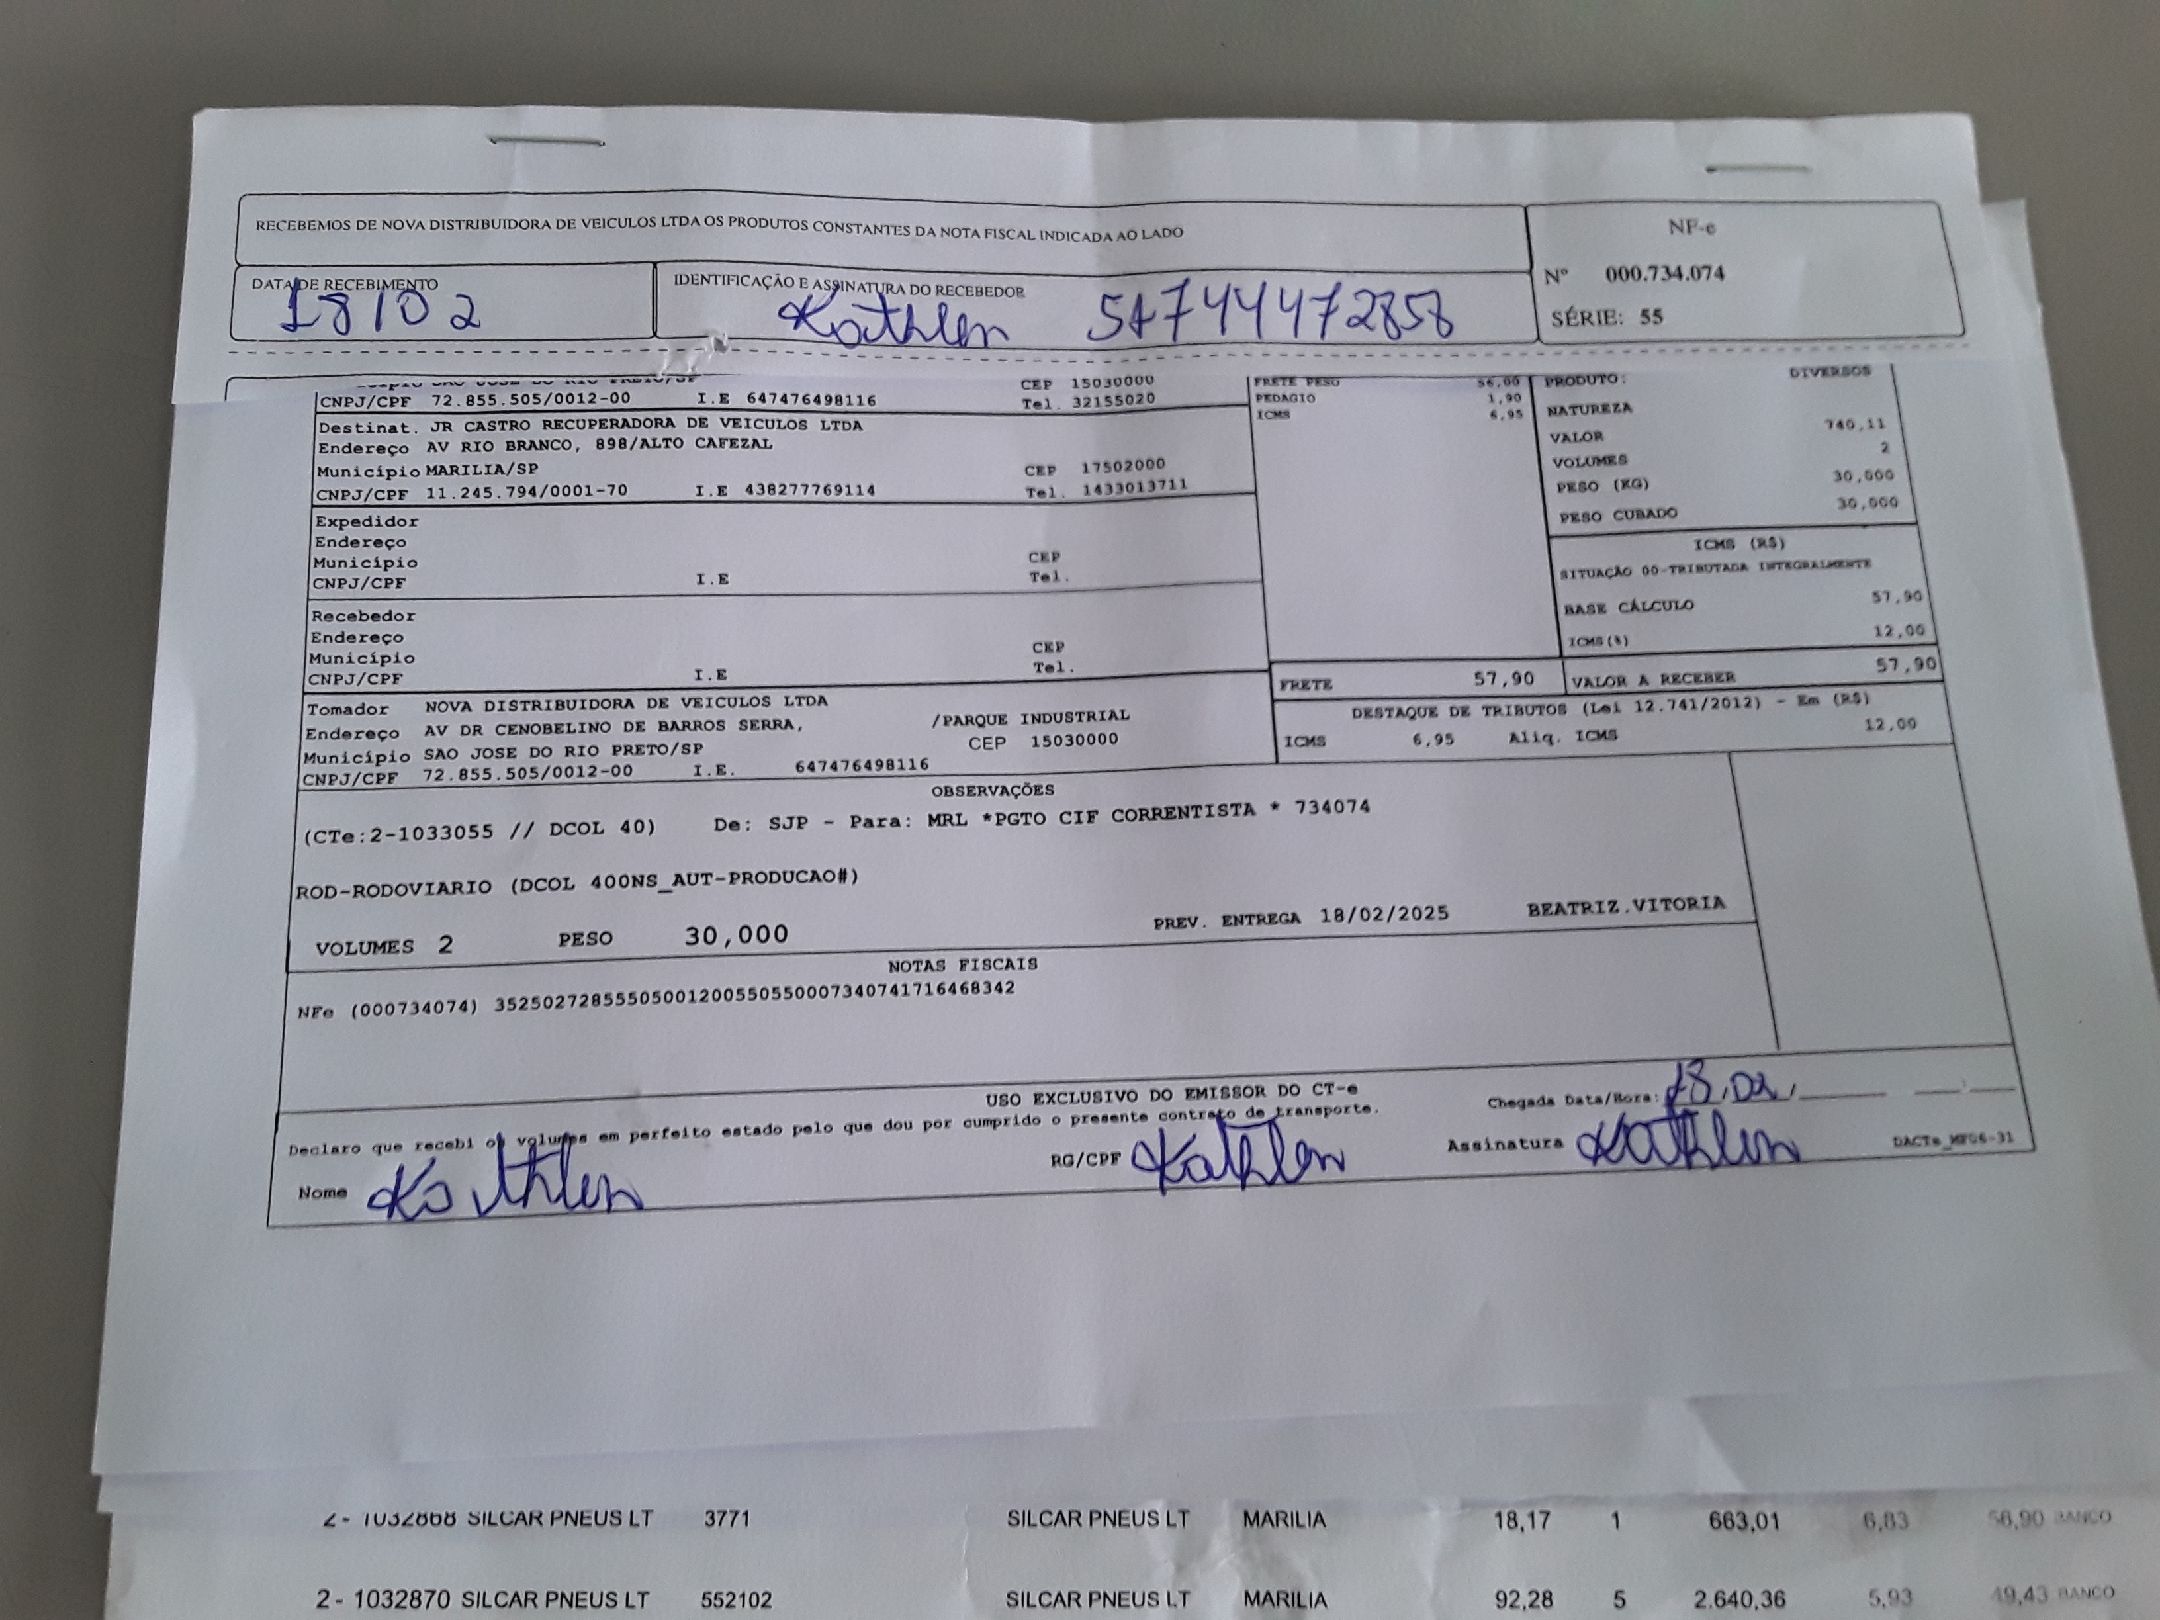 RECEBEMOS DE NOVA DISTRIBUIDORA DE VEICULOS LTDA OS PRODUTOS CONSTANTES DA NOTA FISCAL INDICADA AO LADO
NF-e
Nº 000.734.074
SÉRIE: 55
DATA DE RECEBIMENTO
18/02
IDENTIFICAÇÃO E ASSINATURA DO RECEBEDOR
Kathlen
SAO JOSE DO RIO PRETO/SP CEP 15030000
CNPJ/CPF 72.855.505/0012-00 I.E 647476498116 Tel. 32155020
Destinat. JR CASTRO RECUPERADORA DE VEICULOS LTDA
Endereço AV RIO BRANCO, 898/ALTO CAFEZAL
Município MARILIA/SP CEP 17502000
CNPJ/CPF 11.245.794/0001-70 I.E 438277769114 Tel. 1433013711
Expedidor
Endereço
Município CEP
CNPJ/CPF I.E Tel.
Recebedor
Endereço
Município CEP
CNPJ/CPF I.E Tel.
Tomador NOVA DISTRIBUIDORA DE VEICULOS LTDA
Endereço AV DR CENOBELINO DE BARROS SERRA, /PARQUE INDUSTRIAL
Município SAO JOSE DO RIO PRETO/SP CEP 15030000
CNPJ/CPF 72.855.505/0012-00 I.E. 647476498116
FRETE PESO 56,00
PEDAGIO 1,90
ICMS 6,95
PRODUTO: DIVERSOS
NATUREZA
VALOR 740,11
VOLUMES 2
PESO (KG) 30,000
PESO CUBADO 30,000
ICMS (R$)
SITUAÇÃO 00-TRIBUTADA INTEGRALMENTE
BASE CÁLCULO 57,90
ICMS(%) 12,00
FRETE 57,90 VALOR A RECEBER 57,90
DESTAQUE DE TRIBUTOS (Lei 12.741/2012) - Em (R$)
ICMS 6,95 Aliq. ICMS 12,00
OBSERVAÇÕES
(CTe:2-1033055 // DCOL 40) De: SJP - Para: MRL *PGTO CIF CORRENTISTA * 734074
ROD-RODOVIARIO (DCOL 400NS_AUT-PRODUCAO#)
VOLUMES 2 PESO 30,000 PREV. ENTREGA 18/02/2025 BEATRIZ.VITORIA
NOTAS FISCAIS
NFe (000734074) 35250272855505001200550550007340741716468342
USO EXCLUSIVO DO EMISSOR DO CT-e
Declaro que recebi os volumes em perfeito estado pelo que dou por cumprido o presente contrato de transporte.
Chegada Data/Hora: 18/02/
Nome Kathlen RG/CPF Kathlen Assinatura Kathlen DACTe_MFG6-31
2 - 1032868 SILCAR PNEUS LT 3771 SILCAR PNEUS LT MARILIA 18,17 1 663,01 6,83 56,90 BANCO
2 - 1032870 SILCAR PNEUS LT 552102 SILCAR PNEUS LT MARILIA 92,28 5 2.640,36 5,93 49,43 BANCO